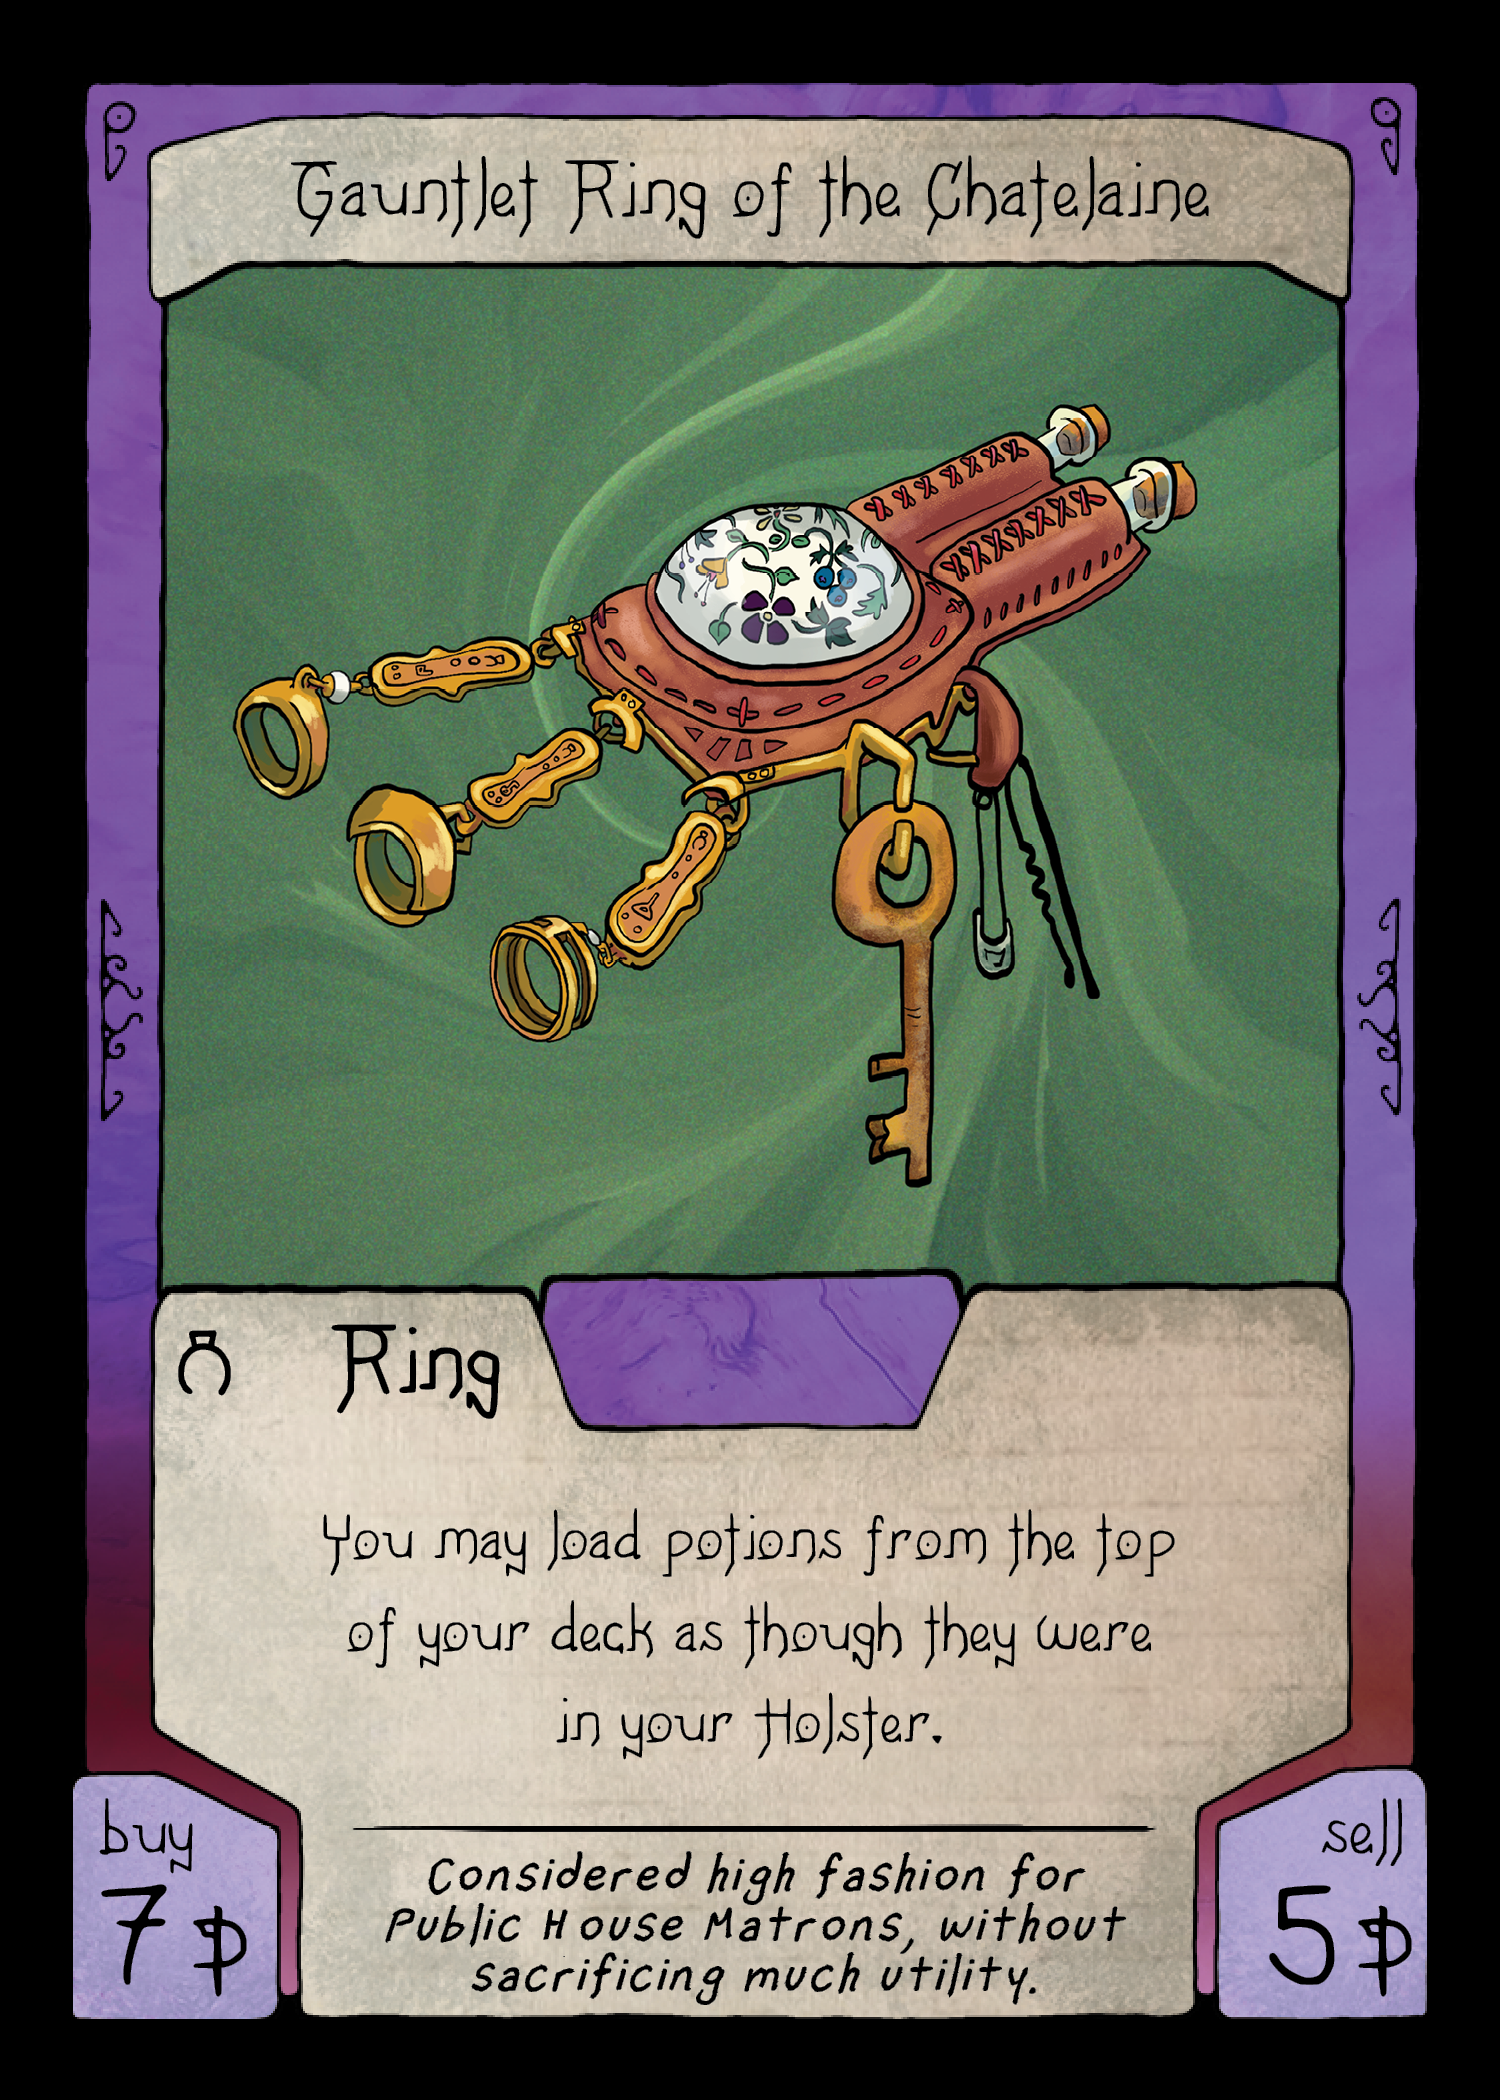 Gauntlet Ring of the Chatelaine
Ring
You may load potions from the top
of your deck as though they were
in your Holster.
buy
7
sell
5
Considered high fashion for
Public House Matrons, without
sacrificing much utility.